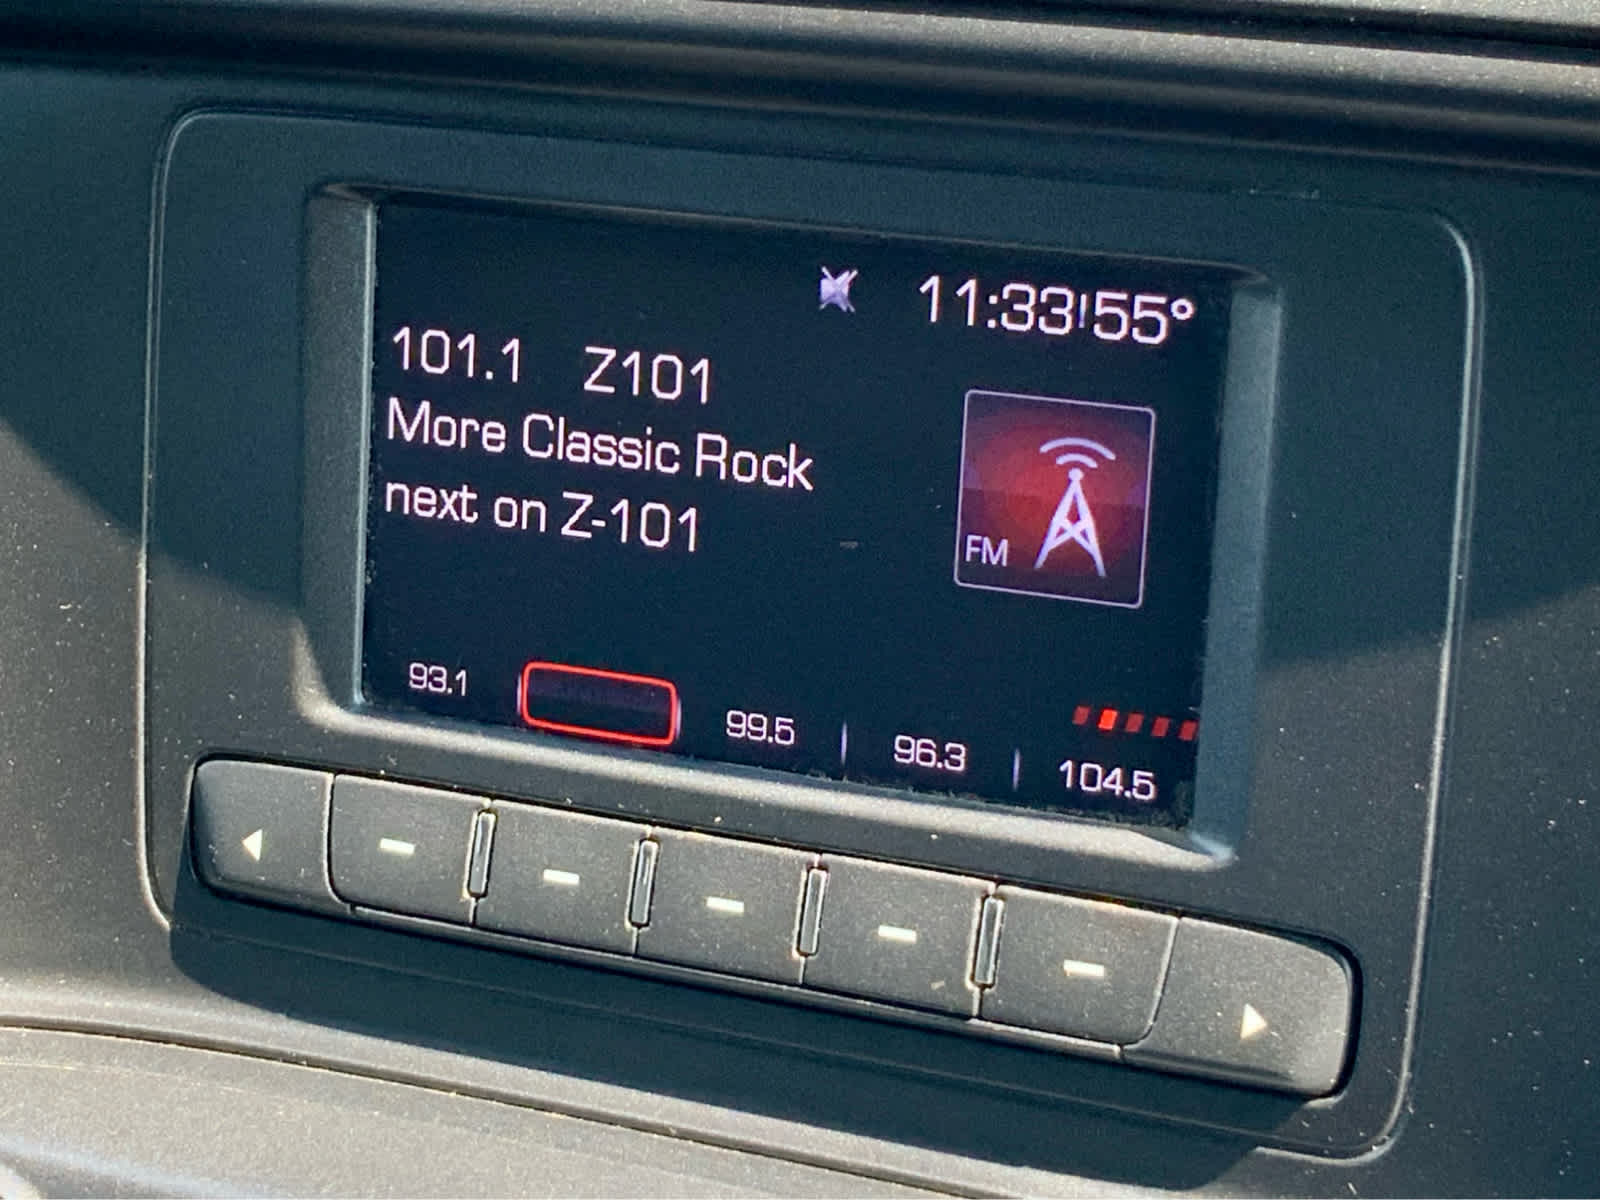 11:33 55°
101.1 Z101
More Classic Rock
next on Z-101
FM
93.1 99.5 96.3 104.5